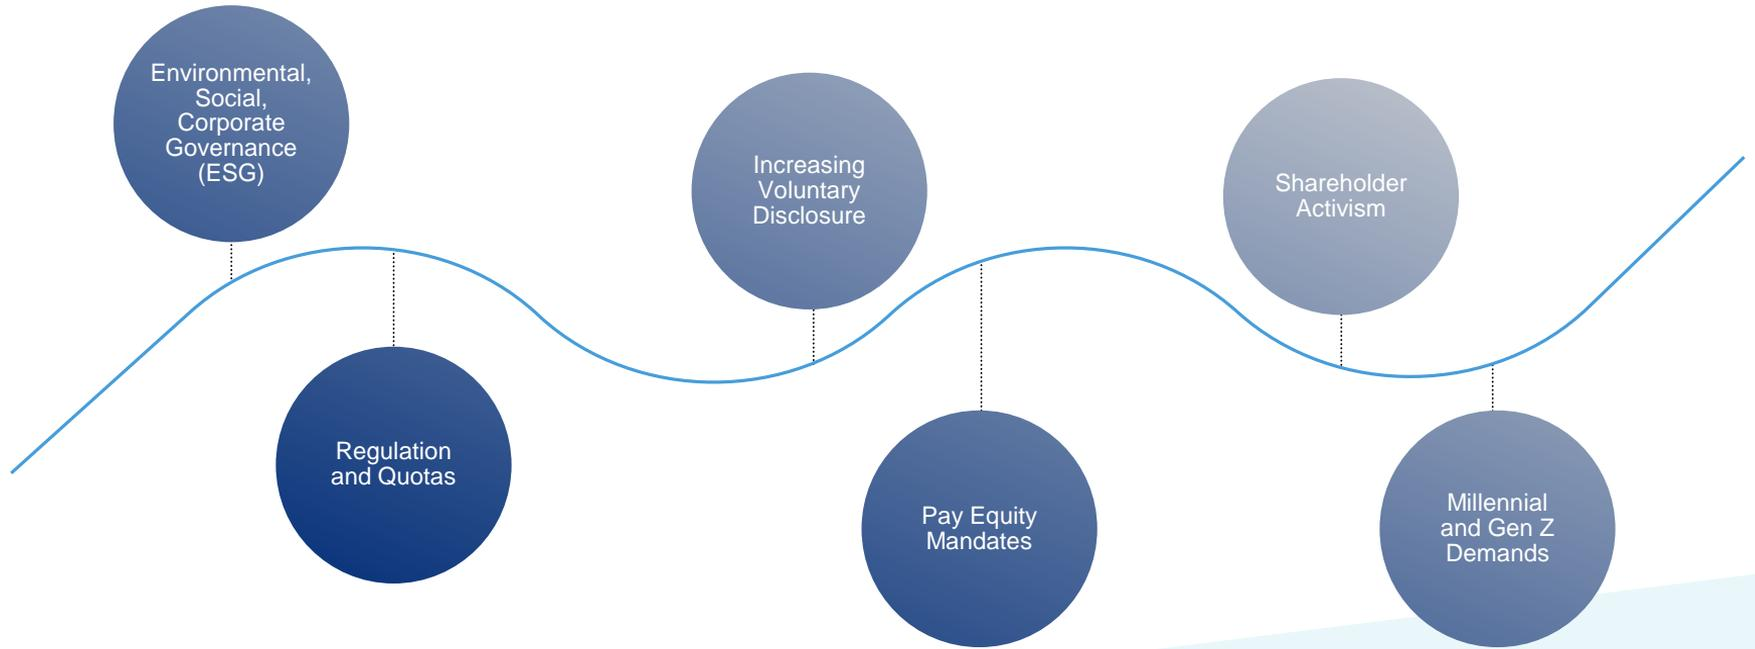 Environmental,
Social,
Corporate
Governance
(ESG)
Regulation
and Quotas
Increasing
Voluntary
Disclosure
Pay Equity
Mandates
Shareholder
Activism
Millennial
and Gen Z
Demands